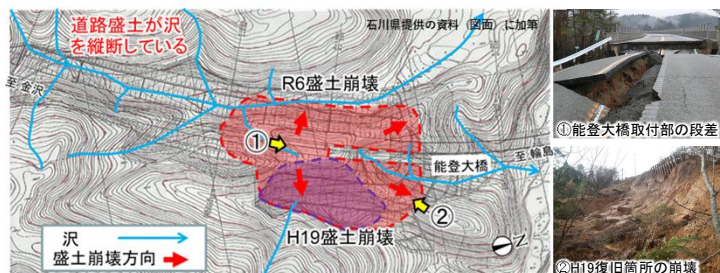 道路盛土が沢
を縦断している
石川県提供の資料（図面）に加筆
至 金沢
R6盛土崩壊
①
能登大橋
至 輪島
②
H19盛土崩壊
沢
盛土崩壊方向
N
①能登大橋取付部の段差
②H19復旧箇所の崩壊